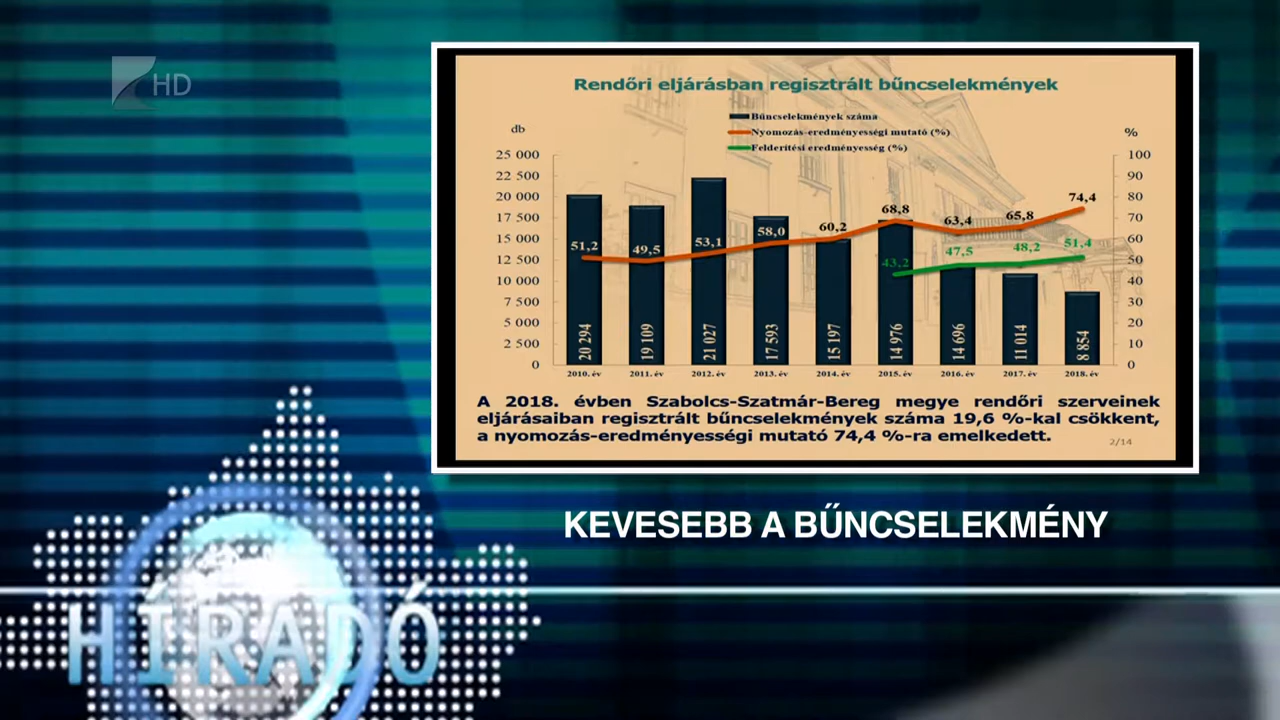 HD
Rendőri eljárásban regisztrált bűncselekmények
Bűncselekmények száma
Nyomozás-eredményességi mutató (%)
Felderítési eredményesség (%)
db
%
25 000
22 500
20 000
17 500
15 000
12 500
10 000
7 500
5 000
2 500
0
100
90
80
70
60
50
40
30
20
10
0
51,2
49,5
53,1
58,0
60,2
68,8
63,4
65,8
74,4
43,2
47,5
48,2
51,4
20 294
19 109
21 027
17 593
15 197
14 976
14 696
11 014
8 854
2010. év
2011. év
2012. év
2013. év
2014. év
2015. év
2016. év
2017. év
2018. év
A 2018. évben Szabolcs-Szatmár-Bereg megye rendőri szerveinek
eljárásaiban regisztrált bűncselekmények száma 19,6 %-kal csökkent,
a nyomozás-eredményességi mutató 74,4 %-ra emelkedett.
2/14
KEVESEBB A BŰNCSELEKMÉNY
HÍRADÓ